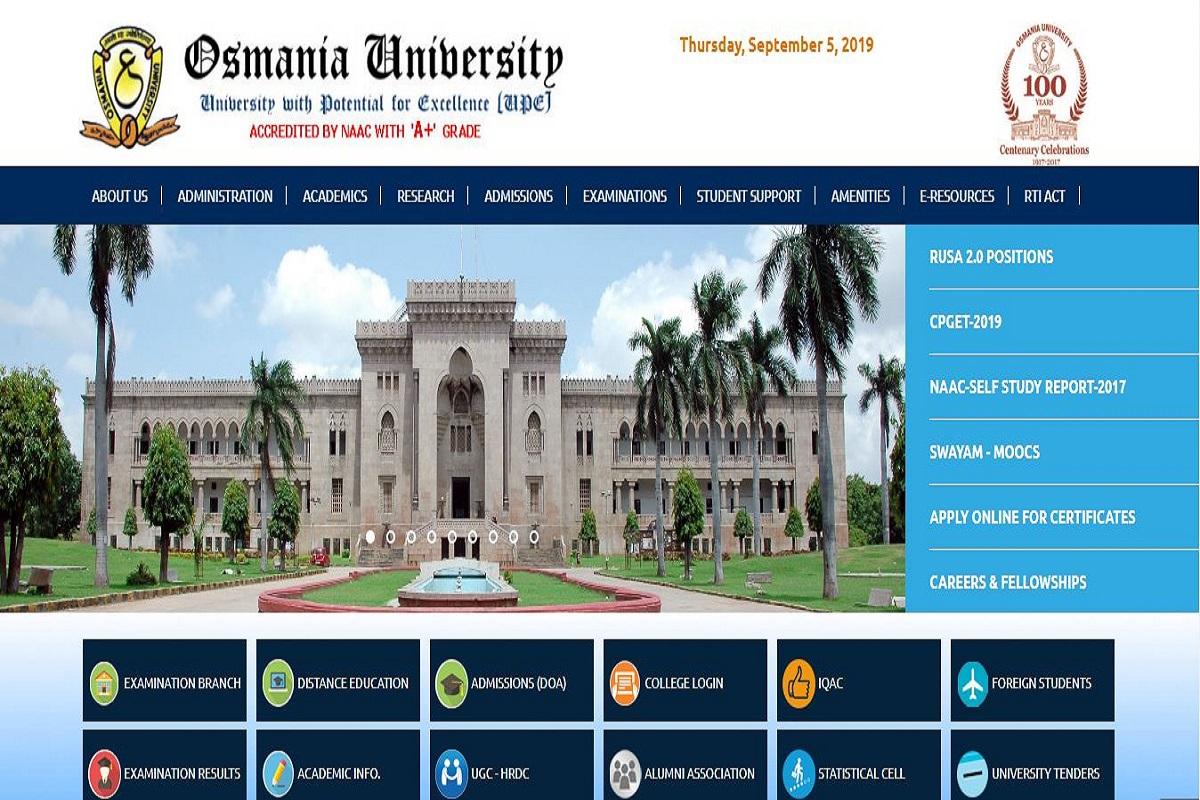 Osmania University
University with Potential for Excellence (UPE)
ACCREDITED BY NAAC WITH 'A+' GRADE
OSMANIA UNIVERSITY
Thursday, September 5, 2019
OSMANIA UNIVERSITY
100
YEARS
Centenary Celebrations
1917-2017
ABOUT US
ADMINISTRATION
ACADEMICS
RESEARCH
ADMISSIONS
EXAMINATIONS
STUDENT SUPPORT
AMENITIES
E-RESOURCES
RTI ACT
RUSA 2.0 POSITIONS
CPGET-2019
NAAC-SELF STUDY REPORT-2017
SWAYAM - MOOCS
APPLY ONLINE FOR CERTIFICATES
CAREERS & FELLOWSHIPS
EXAMINATION BRANCH
DISTANCE EDUCATION
ADMISSIONS (DOA)
COLLEGE LOGIN
IQAC
FOREIGN STUDENTS
EXAMINATION RESULTS
ACADEMIC INFO.
UGC - HRDC
ALUMNI ASSOCIATION
STATISTICAL CELL
UNIVERSITY TENDERS